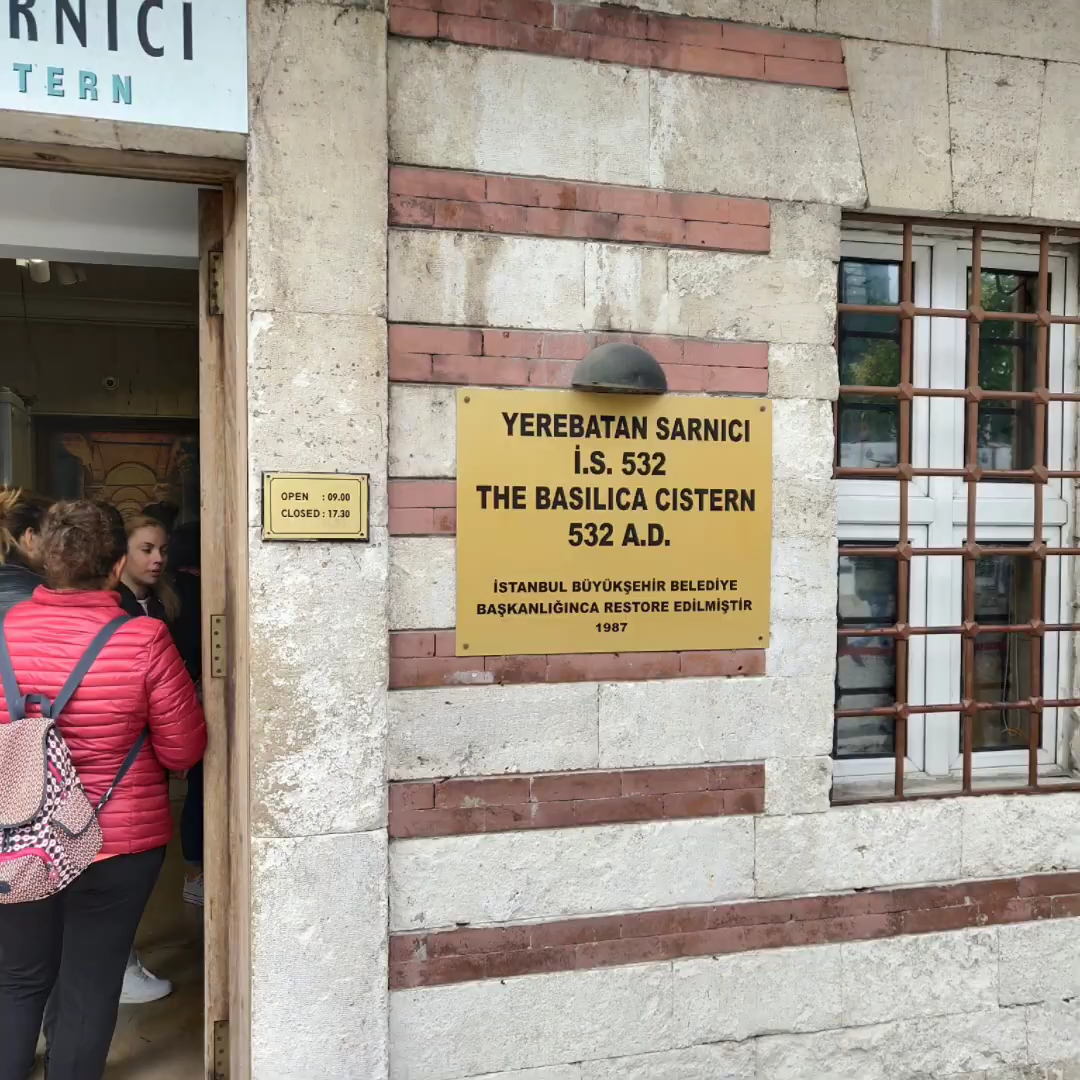 RNICI
TERN
OPEN : 09.00
CLOSED : 17.30
YEREBATAN SARNICI
İ.S. 532
THE BASILICA CISTERN
532 A.D.
İSTANBUL BÜYÜKŞEHİR BELEDİYE
BAŞKANLIĞINCA RESTORE EDİLMİŞTİR
1987